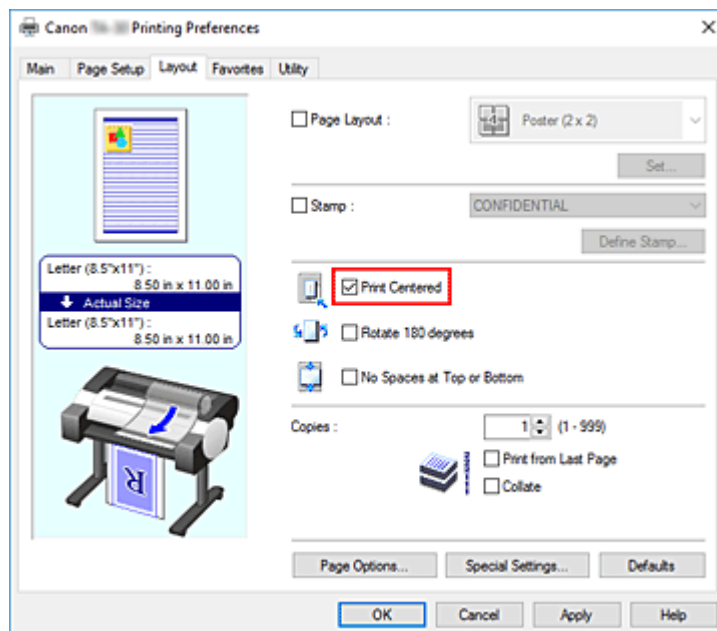 Canon Printing Preferences
Main Page Setup Layout Favorites Utility
Page Layout :
4
Poster (2 x 2)
Set...
Stamp :
CONFIDENTIAL
Define Stamp...
Letter (8.5"x11") :
8.50 in x 11.00 in
Actual Size
Letter (8.5"x11") :
8.50 in x 11.00 in
R
Print Centered
Rotate 180 degrees
No Spaces at Top or Bottom
Copies :
1 (1 - 999)
Print from Last Page
Collate
Page Options... Special Settings... Defaults
OK Cancel Apply Help